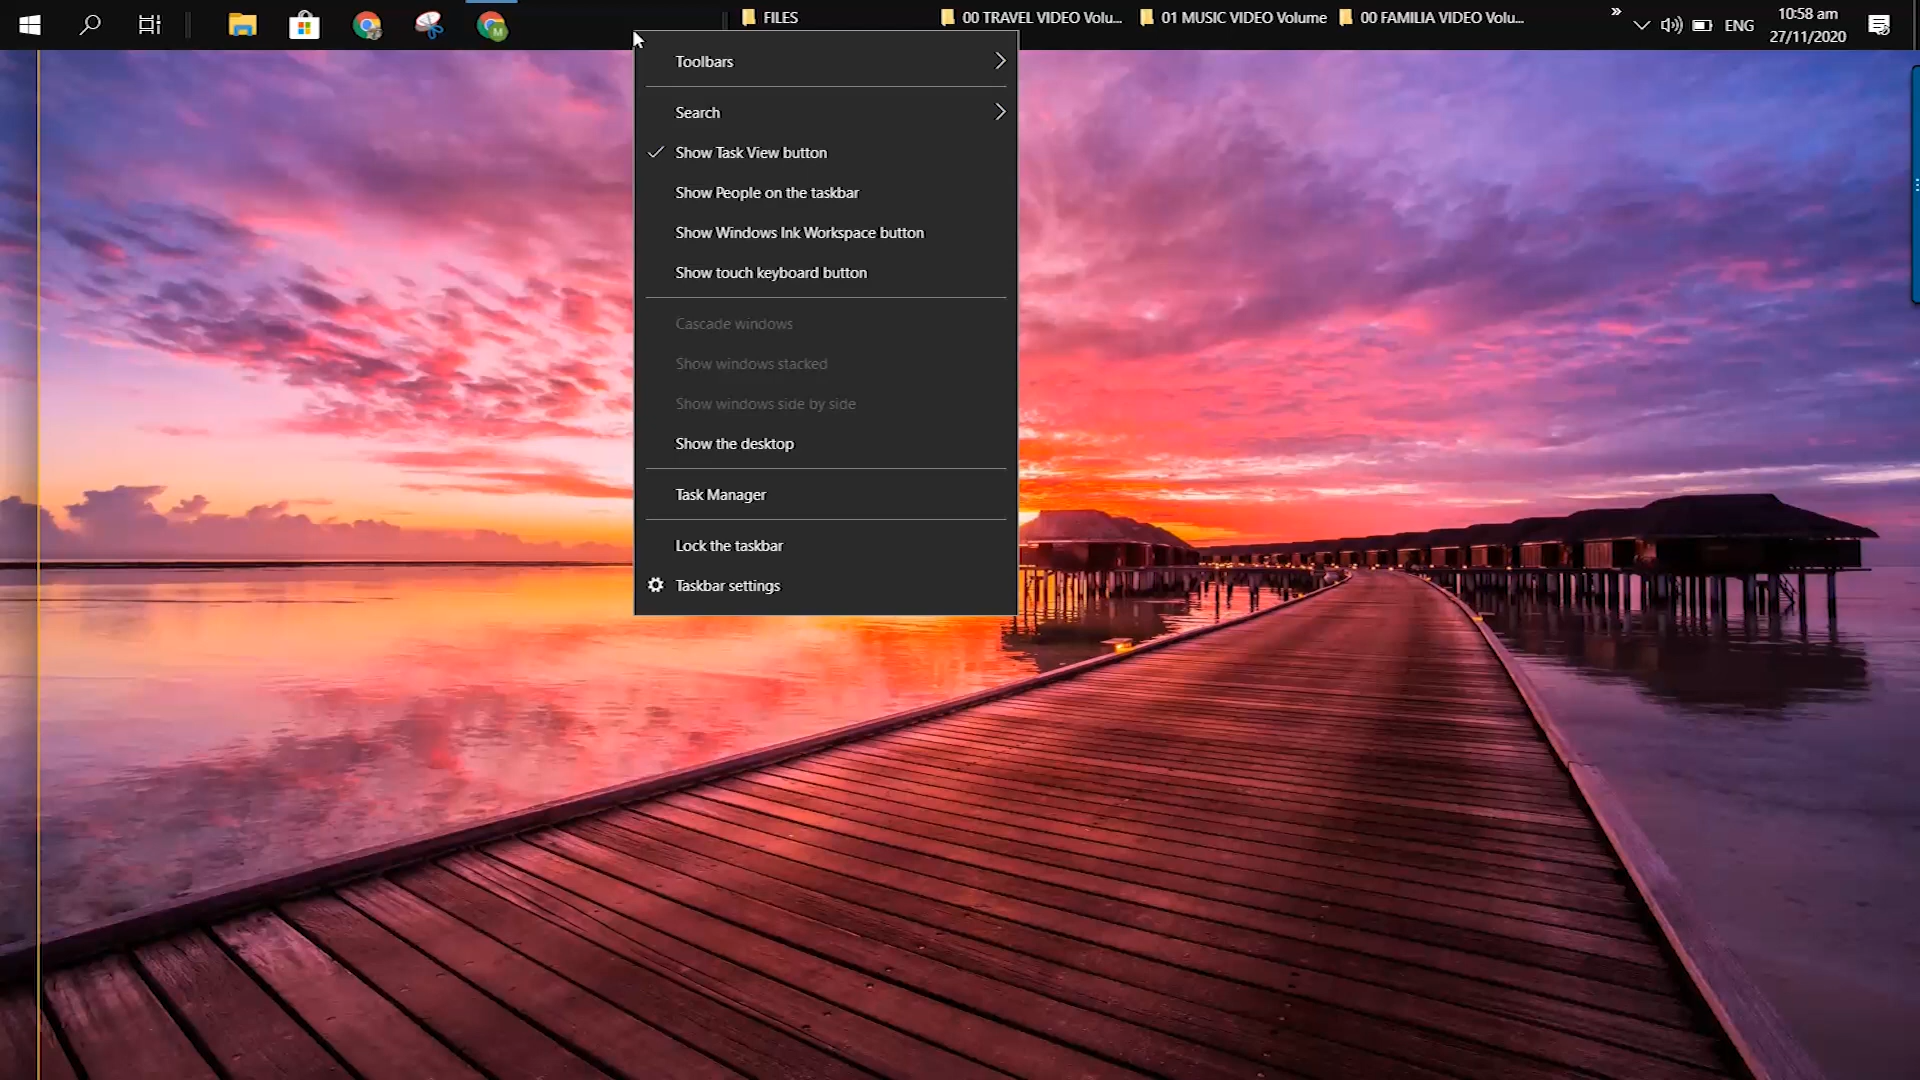 FILES
00 TRAVEL VIDEO Volu...
01 MUSIC VIDEO Volume
00 FAMILIA VIDEO Volu...
»
ENG
10:58 am
27/11/2020
M
Toolbars
Search
Show Task View button
Show People on the taskbar
Show Windows Ink Workspace button
Show touch keyboard button
Cascade windows
Show windows stacked
Show windows side by side
Show the desktop
Task Manager
Lock the taskbar
Taskbar settings